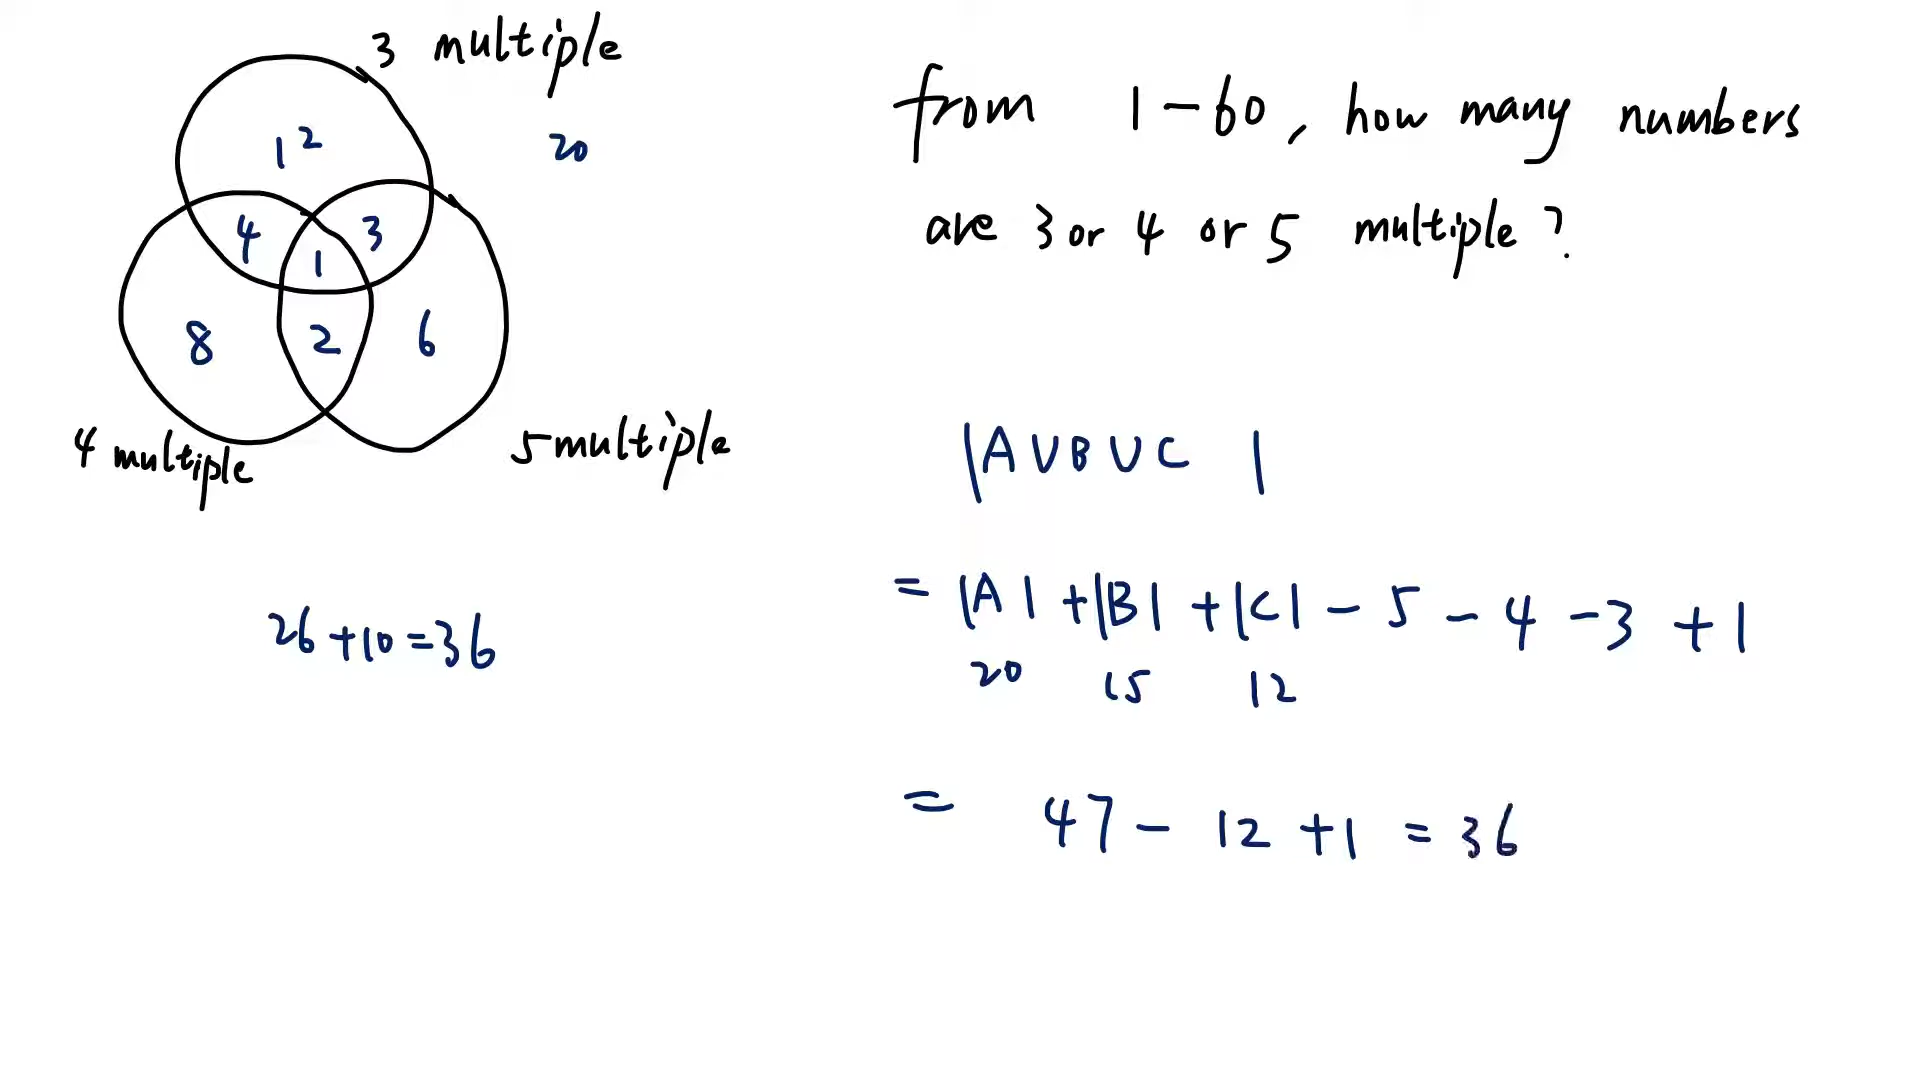 3 multiple
12
20
4
3
1
8
2
6
4 multiple
5 multiple
26 + 10 = 36
from 1 - 60, how many numbers
are 3 or 4 or 5 multiple?
|A ∪ B ∪ C|
= |A| + |B| + |C| - 5 - 4 - 3 + 1
20 15 12
= 47 - 12 + 1 = 36